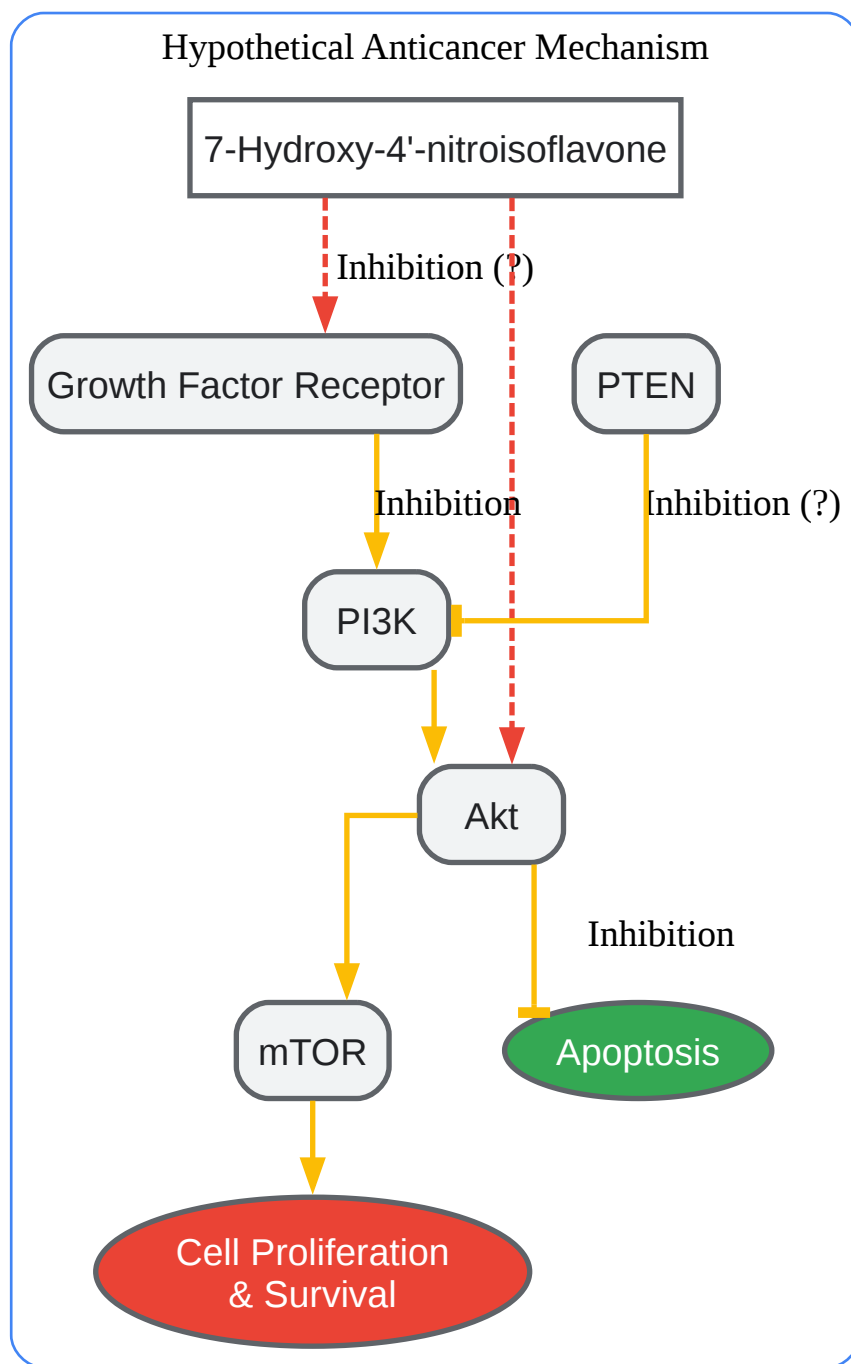 Hypothetical Anticancer Mechanism
7-Hydroxy-4'-nitroisoflavone
Inhibition (?)
Growth Factor Receptor
PTEN
Inhibition
Inhibition (?)
PI3K
Akt
Inhibition
mTOR
Apoptosis
Cell Proliferation
& Survival